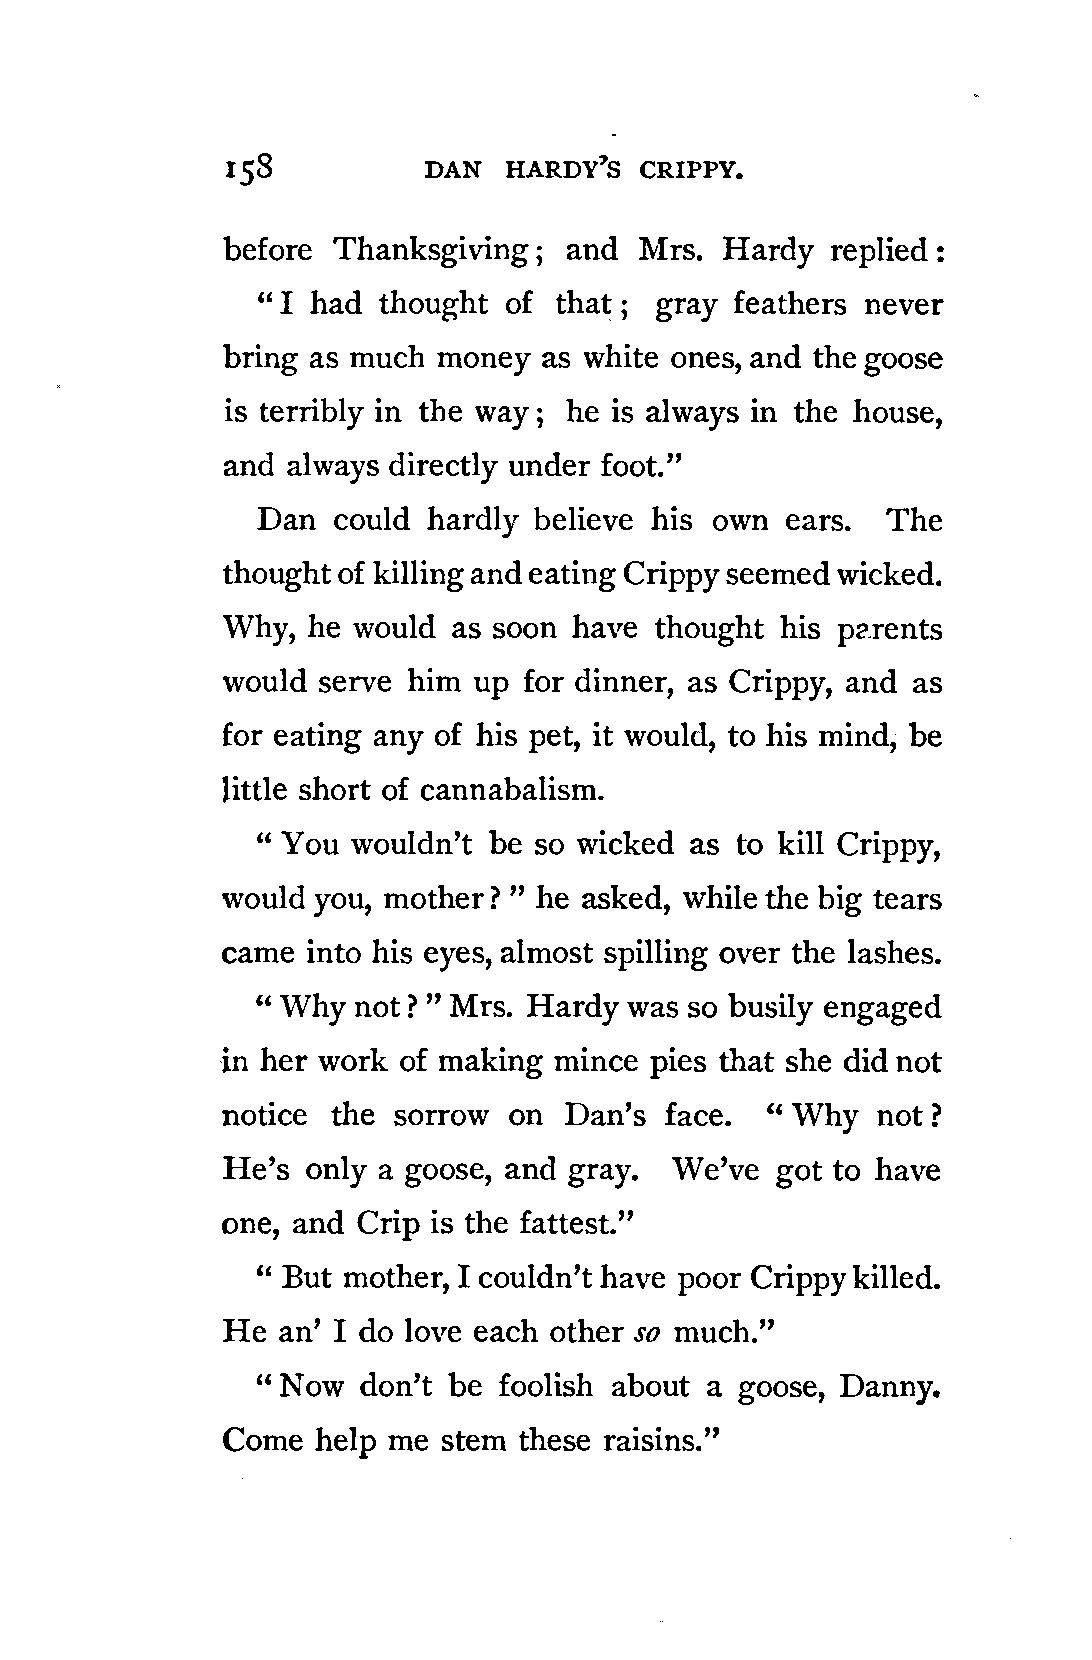 158 DAN HARDY'S CRIPPY.
before Thanksgiving; and Mrs. Hardy replied:
"I had thought of that; gray feathers never
bring as much money as white ones, and the goose
is terribly in the way; he is always in the house,
and always directly under foot."
Dan could hardly believe his own ears. The
thought of killing and eating Crippy seemed wicked.
Why, he would as soon have thought his parents
would serve him up for dinner, as Crippy, and as
for eating any of his pet, it would, to his mind, be
little short of cannabalism.
"You wouldn't be so wicked as to kill Crippy,
would you, mother?" he asked, while the big tears
came into his eyes, almost spilling over the lashes.
"Why not?" Mrs. Hardy was so busily engaged
in her work of making mince pies that she did not
notice the sorrow on Dan's face. "Why not?
He's only a goose, and gray. We've got to have
one, and Crip is the fattest."
"But mother, I couldn't have poor Crippy killed.
He an' I do love each other so much."
"Now don't be foolish about a goose, Danny.
Come help me stem these raisins."